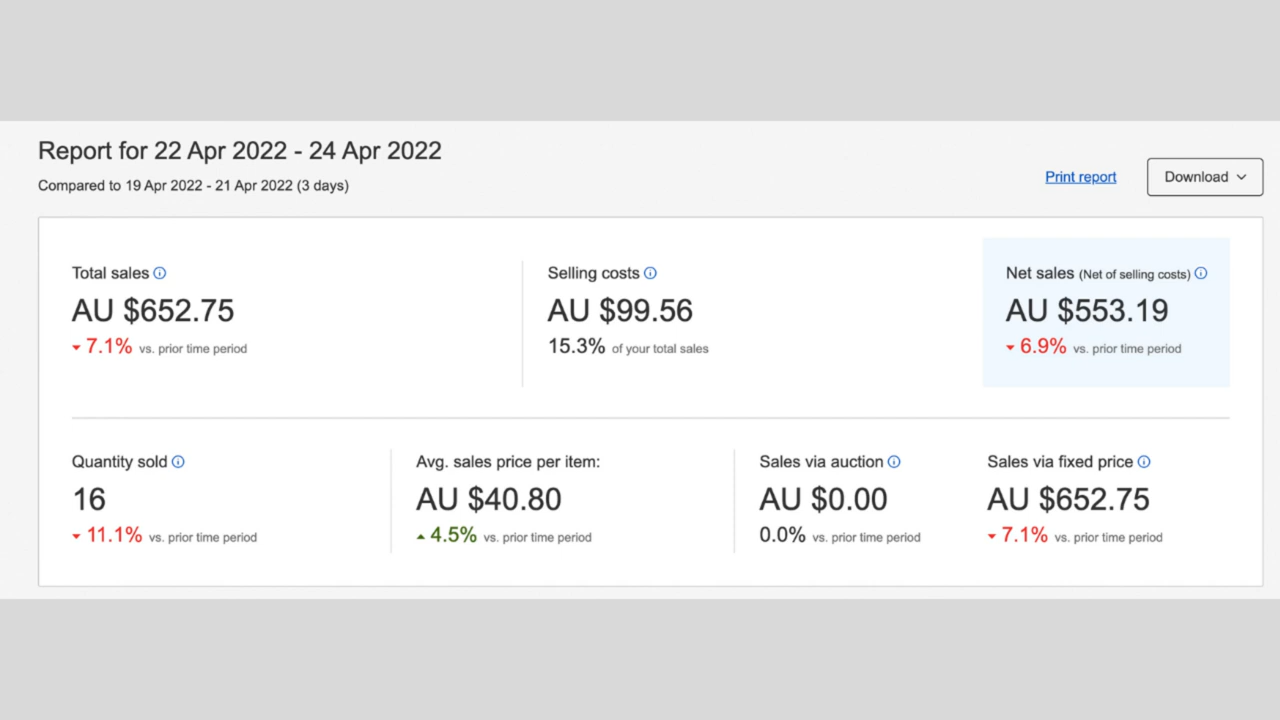 Report for 22 Apr 2022 - 24 Apr 2022
Compared to 19 Apr 2022 - 21 Apr 2022 (3 days)
Print report
Download
Total sales
AU $652.75
7.1% vs. prior time period
Selling costs
AU $99.56
15.3% of your total sales
Net sales (Net of selling costs)
AU $553.19
6.9% vs. prior time period
Quantity sold
16
11.1% vs. prior time period
Avg. sales price per item:
AU $40.80
4.5% vs. prior time period
Sales via auction
AU $0.00
0.0% vs. prior time period
Sales via fixed price
AU $652.75
7.1% vs. prior time period